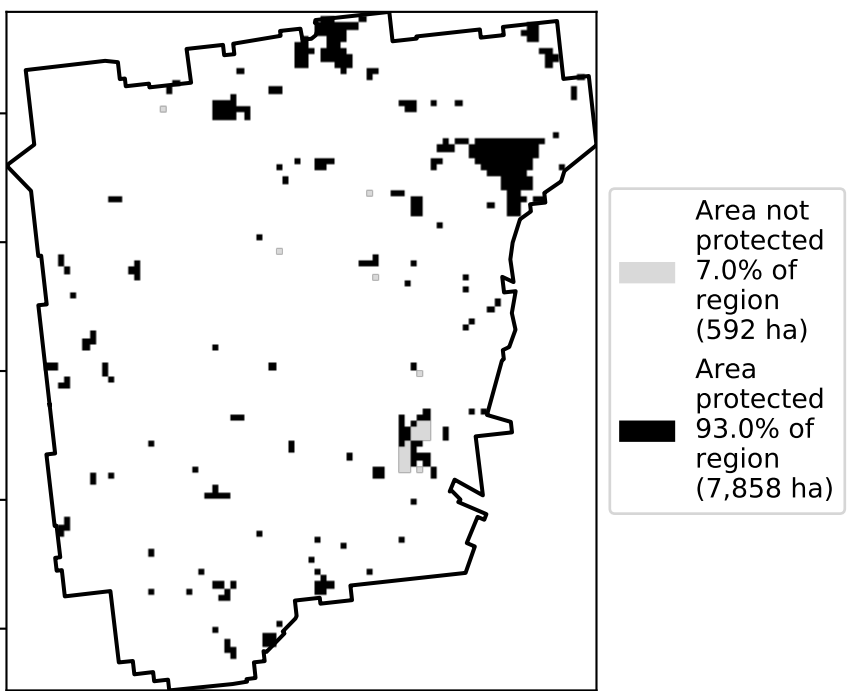 Area not
protected
7.0% of
region
(592 ha)
Area
protected
93.0% of
region
(7,858 ha)